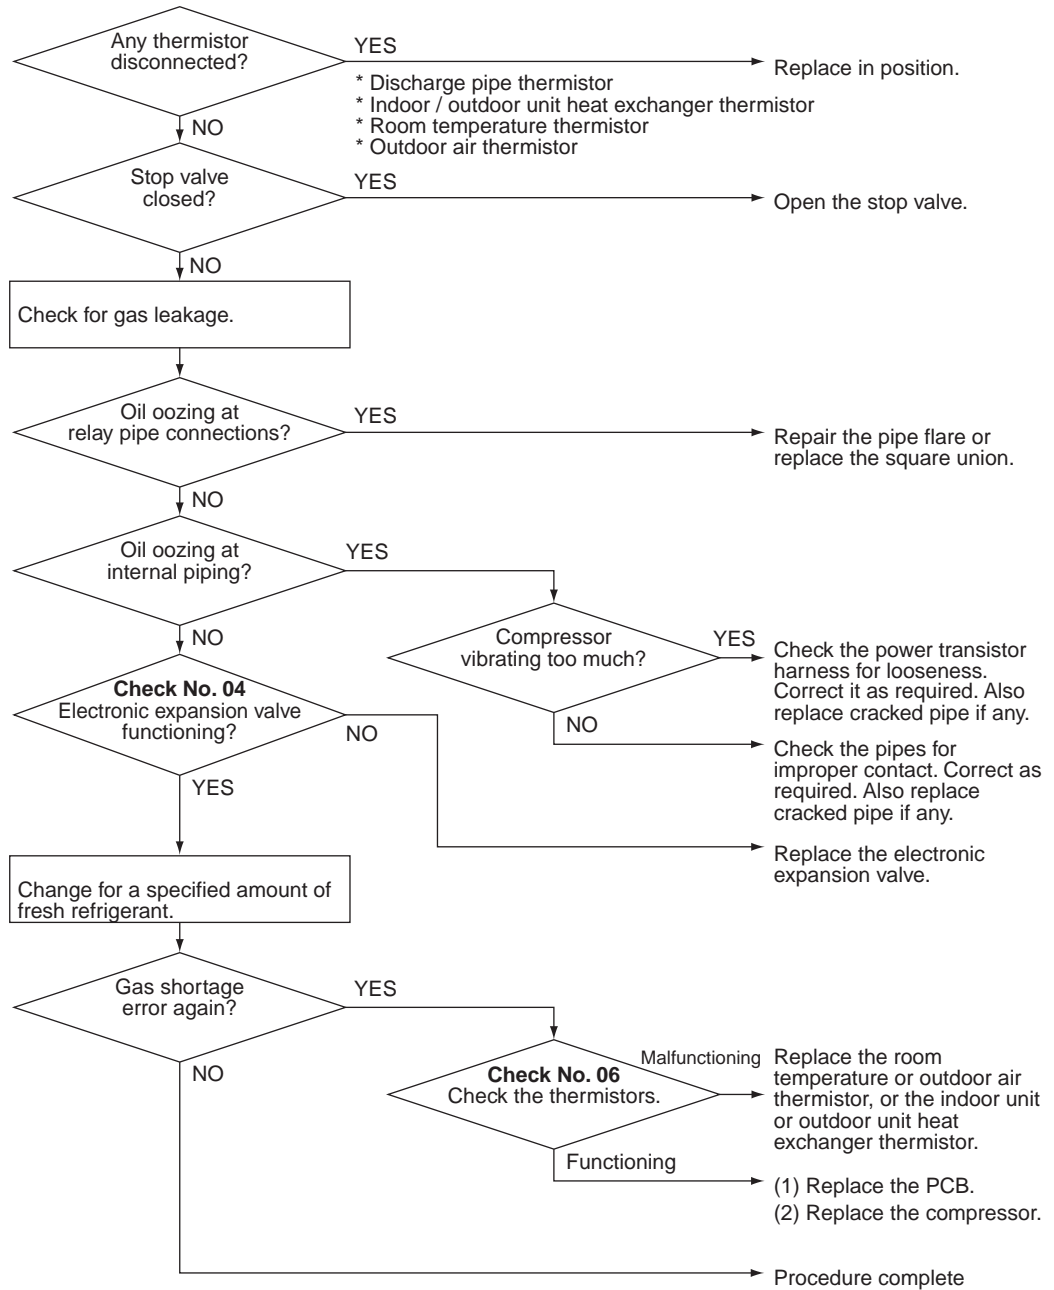 Any thermistor
disconnected?
YES
Replace in position.
* Discharge pipe thermistor
* Indoor / outdoor unit heat exchanger thermistor
* Room temperature thermistor
* Outdoor air thermistor
NO
Stop valve
closed?
YES
Open the stop valve.
NO
Check for gas leakage.
Oil oozing at
relay pipe connections?
YES
Repair the pipe flare or
replace the square union.
NO
Oil oozing at
internal piping?
YES
Compressor
vibrating too much?
YES
Check the power transistor
harness for looseness.
Correct it as required. Also
replace cracked pipe if any.
NO
Check the pipes for
improper contact. Correct as
required. Also replace
cracked pipe if any.
NO
Check No. 04
Electronic expansion valve
functioning?
NO
Replace the electronic
expansion valve.
YES
Change for a specified amount of
fresh refrigerant.
Gas shortage
error again?
YES
Check No. 06
Check the thermistors.
Malfunctioning
Replace the room
temperature or outdoor air
thermistor, or the indoor unit
or outdoor unit heat
exchanger thermistor.
Functioning
(1) Replace the PCB.
(2) Replace the compressor.
NO
Procedure complete